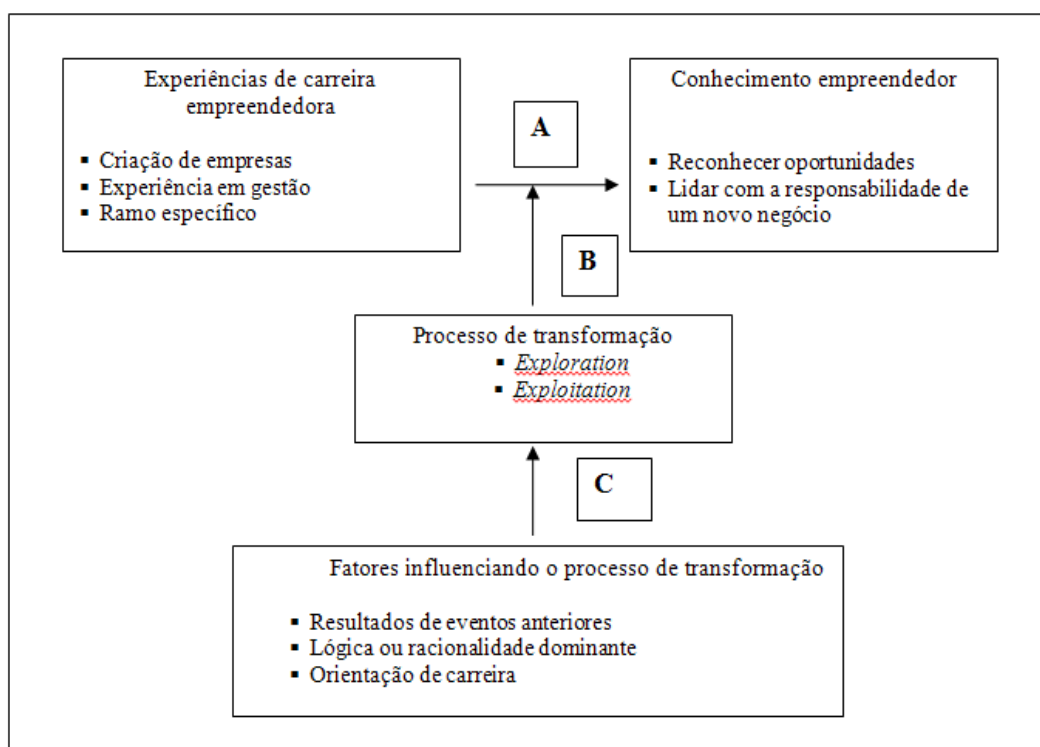 Experiências de carreira
empreendedora
▪ Criação de empresas
▪ Experiência em gestão
▪ Ramo específico
A
Conhecimento empreendedor
▪ Reconhecer oportunidades
▪ Lidar com a responsabilidade de
um novo negócio
B
Processo de transformação
▪ Exploration
▪ Exploitation
C
Fatores influenciando o processo de transformação
▪ Resultados de eventos anteriores
▪ Lógica ou racionalidade dominante
▪ Orientação de carreira